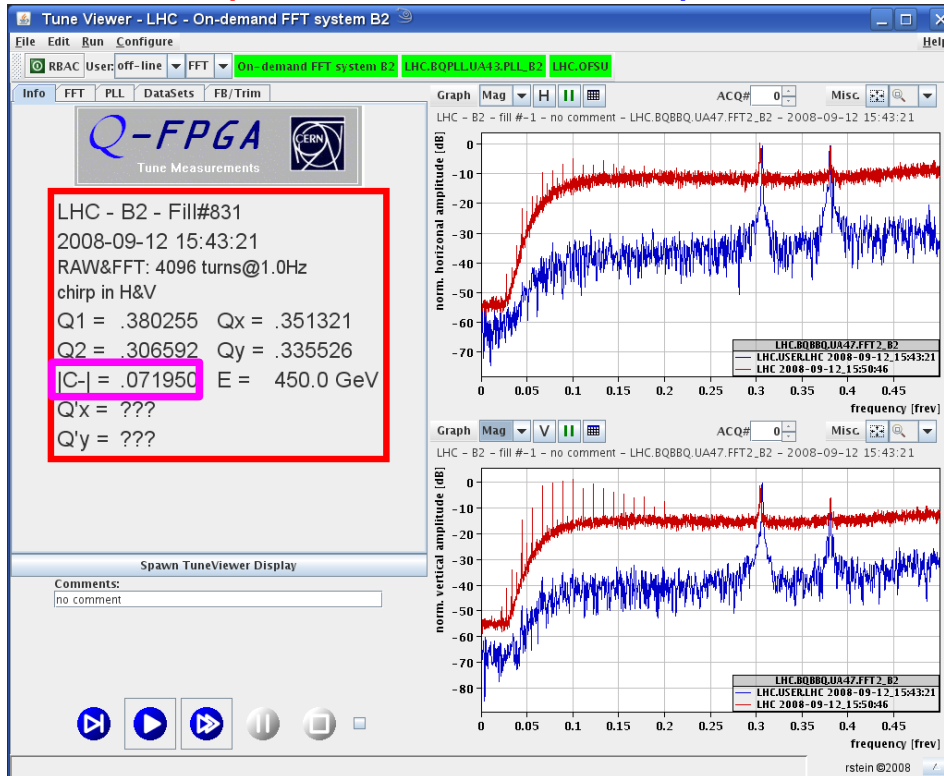 Tune Viewer - LHC - On-demand FFT system B2
File Edit Run Configure Help
RBAC User: off-line FFT On-demand FFT system B2 LHC.BQPLL.UA43.PLL_B2 LHC.OFSU
Info FFT PLL DataSets FB/Trim
Q-FPGA
Tune Measurements
CERN
LHC - B2 - Fill#831
2008-09-12 15:43:21
RAW&FFT: 4096 turns@1.0Hz
chirp in H&V
Q1 = .380255 Qx = .351321
Q2 = .306592 Qy = .335526
|C-| = .071950 E = 450.0 GeV
Q'x = ???
Q'y = ???
Spawn TuneViewer Display
Comments:
no comment
Graph Mag H ACQ# 0 Misc.
LHC - B2 - fill #-1 - no comment - LHC.BQBBQ.UA47.FFT2_B2 - 2008-09-12 15:43:21
norm. horizonal amplitude [dB]
0
-10
-20
-30
-40
-50
-60
-70
LHC.BQBBQ.UA47.FFT2_B2
LHC.USER.LHC 2008-09-12_15:43:21
LHC 2008-09-12_15:50:46
0 0.05 0.1 0.15 0.2 0.25 0.3 0.35 0.4 0.45
frequency [frev]
Graph Mag V ACQ# 0 Misc.
LHC - B2 - fill #-1 - no comment - LHC.BQBBQ.UA47.FFT2_B2 - 2008-09-12 15:43:21
norm. vertical amplitude [dB]
0
-10
-20
-30
-40
-50
-60
-70
-80
LHC.BQBBQ.UA47.FFT2_B2
LHC.USER.LHC 2008-09-12_15:43:21
LHC 2008-09-12_15:50:46
0 0.05 0.1 0.15 0.2 0.25 0.3 0.35 0.4 0.45
frequency [frev]
rstein ©2008